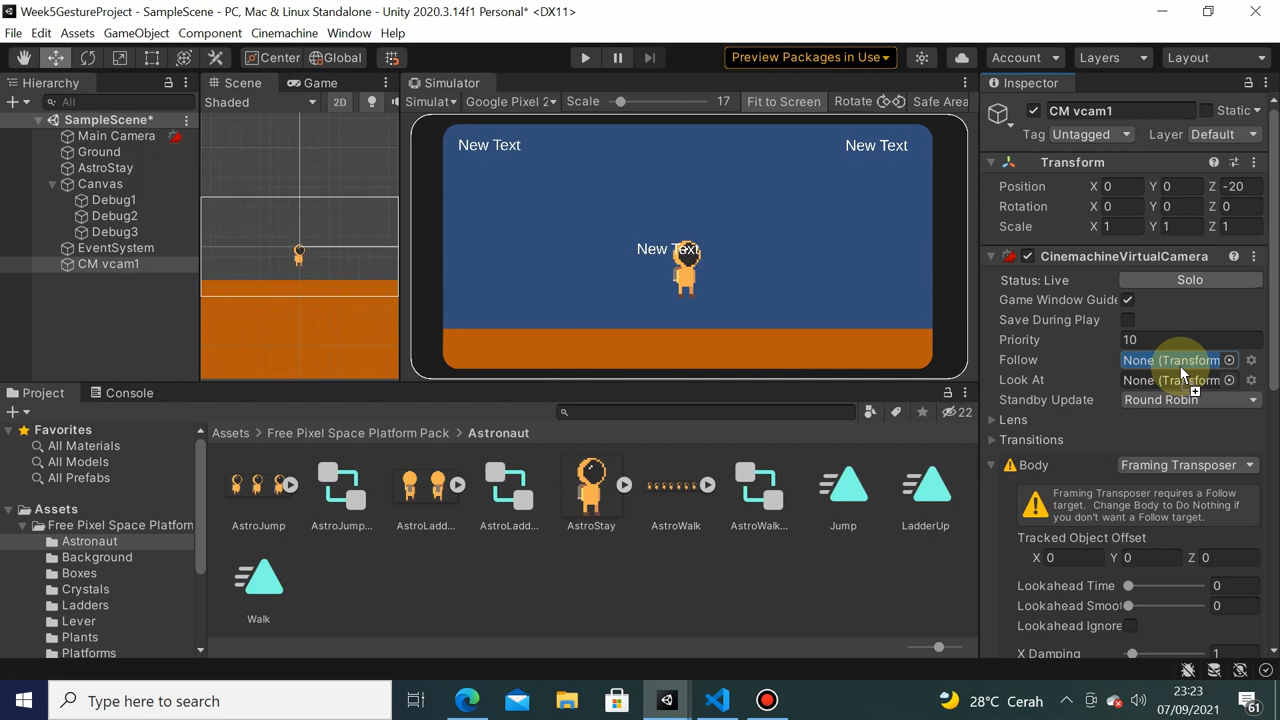 Week5GestureProject - SampleScene - PC, Mac & Linux Standalone - Unity 2020.3.14f1 Personal* <DX11>
File Edit Assets GameObject Component Cinemachine Window Help
Center Global Preview Packages in Use Account Layers Layout
Hierarchy
All
SampleScene*
Main Camera
Ground
AstroStay
Canvas
Debug1
Debug2
Debug3
EventSystem
CM vcam1
Scene Game
Shaded 2D
Simulator
Simulat Google Pixel 2 Scale 17 Fit to Screen Rotate Safe Area
New Text New Text
New Text
Inspector
CM vcam1 Static
Tag Untagged Layer Default
Transform
Position X 0 Y 0 Z -20
Rotation X 0 Y 0 Z 0
Scale X 1 Y 1 Z 1
CinemachineVirtualCamera
Status: Live Solo
Game Window Guide
Save During Play
Priority 10
Follow None (Transform
Look At None (Transform
Standby Update Round Robin
Lens
Transitions
Body Framing Transposer
Framing Transposer requires a Follow
target. Change Body to Do Nothing if
you don't want a Follow target.
Tracked Object Offset
X 0 Y 0 Z 0
Lookahead Time 0
Lookahead Smoo 0
Lookahead Ignore
X Damping 1
Project Console
22
Favorites
All Materials
All Models
All Prefabs
Assets
Free Pixel Space Platforn
Astronaut
Background
Boxes
Crystals
Ladders
Lever
Plants
Platforms
Assets > Free Pixel Space Platform Pack > Astronaut
AstroJump AstroJump... AstroLadd... AstroLadd... AstroStay AstroWalk AstroWalk... Jump LadderUp
Walk
Type here to search
28°C Cerah
23:23
07/09/2021
61